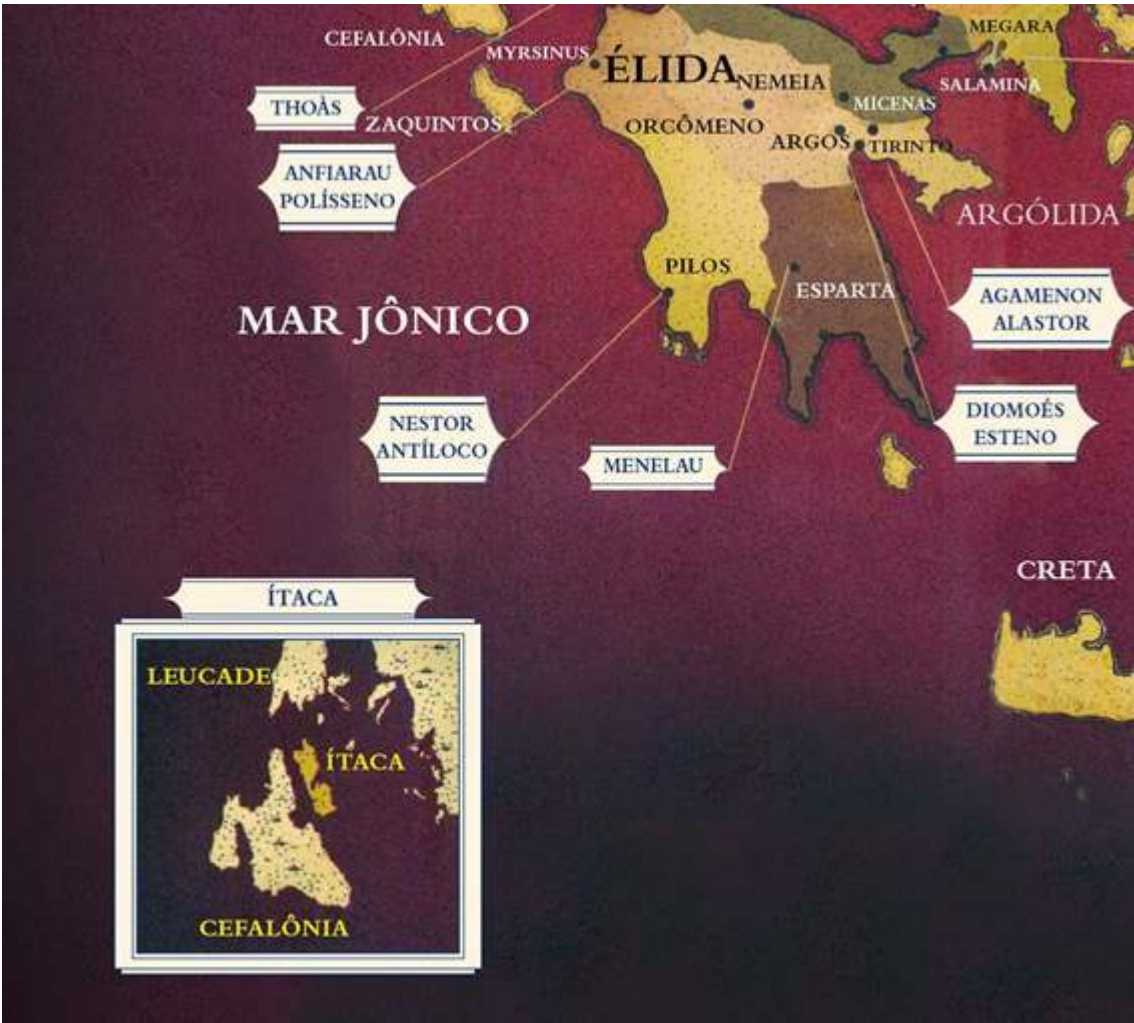 MEGARA
CEFALÔNIA
MYRSINUS
ÉLIDA
NEMEIA
SALAMINA
THOÀS
ZAQUINTOS
MICENAS
ORCÔMENO
ARGOS
TIRINTO
ANFIARAU
POLÍSSENO
ARGÓLIDA
PILOS
ESPARTA
AGAMENON
ALASTOR
MAR JÔNICO
NESTOR
ANTÍLOCO
MENELAU
DIOMOÉS
ESTENO
CRETA
ÍTACA
LEUCADE
ÍTACA
CEFALÔNIA